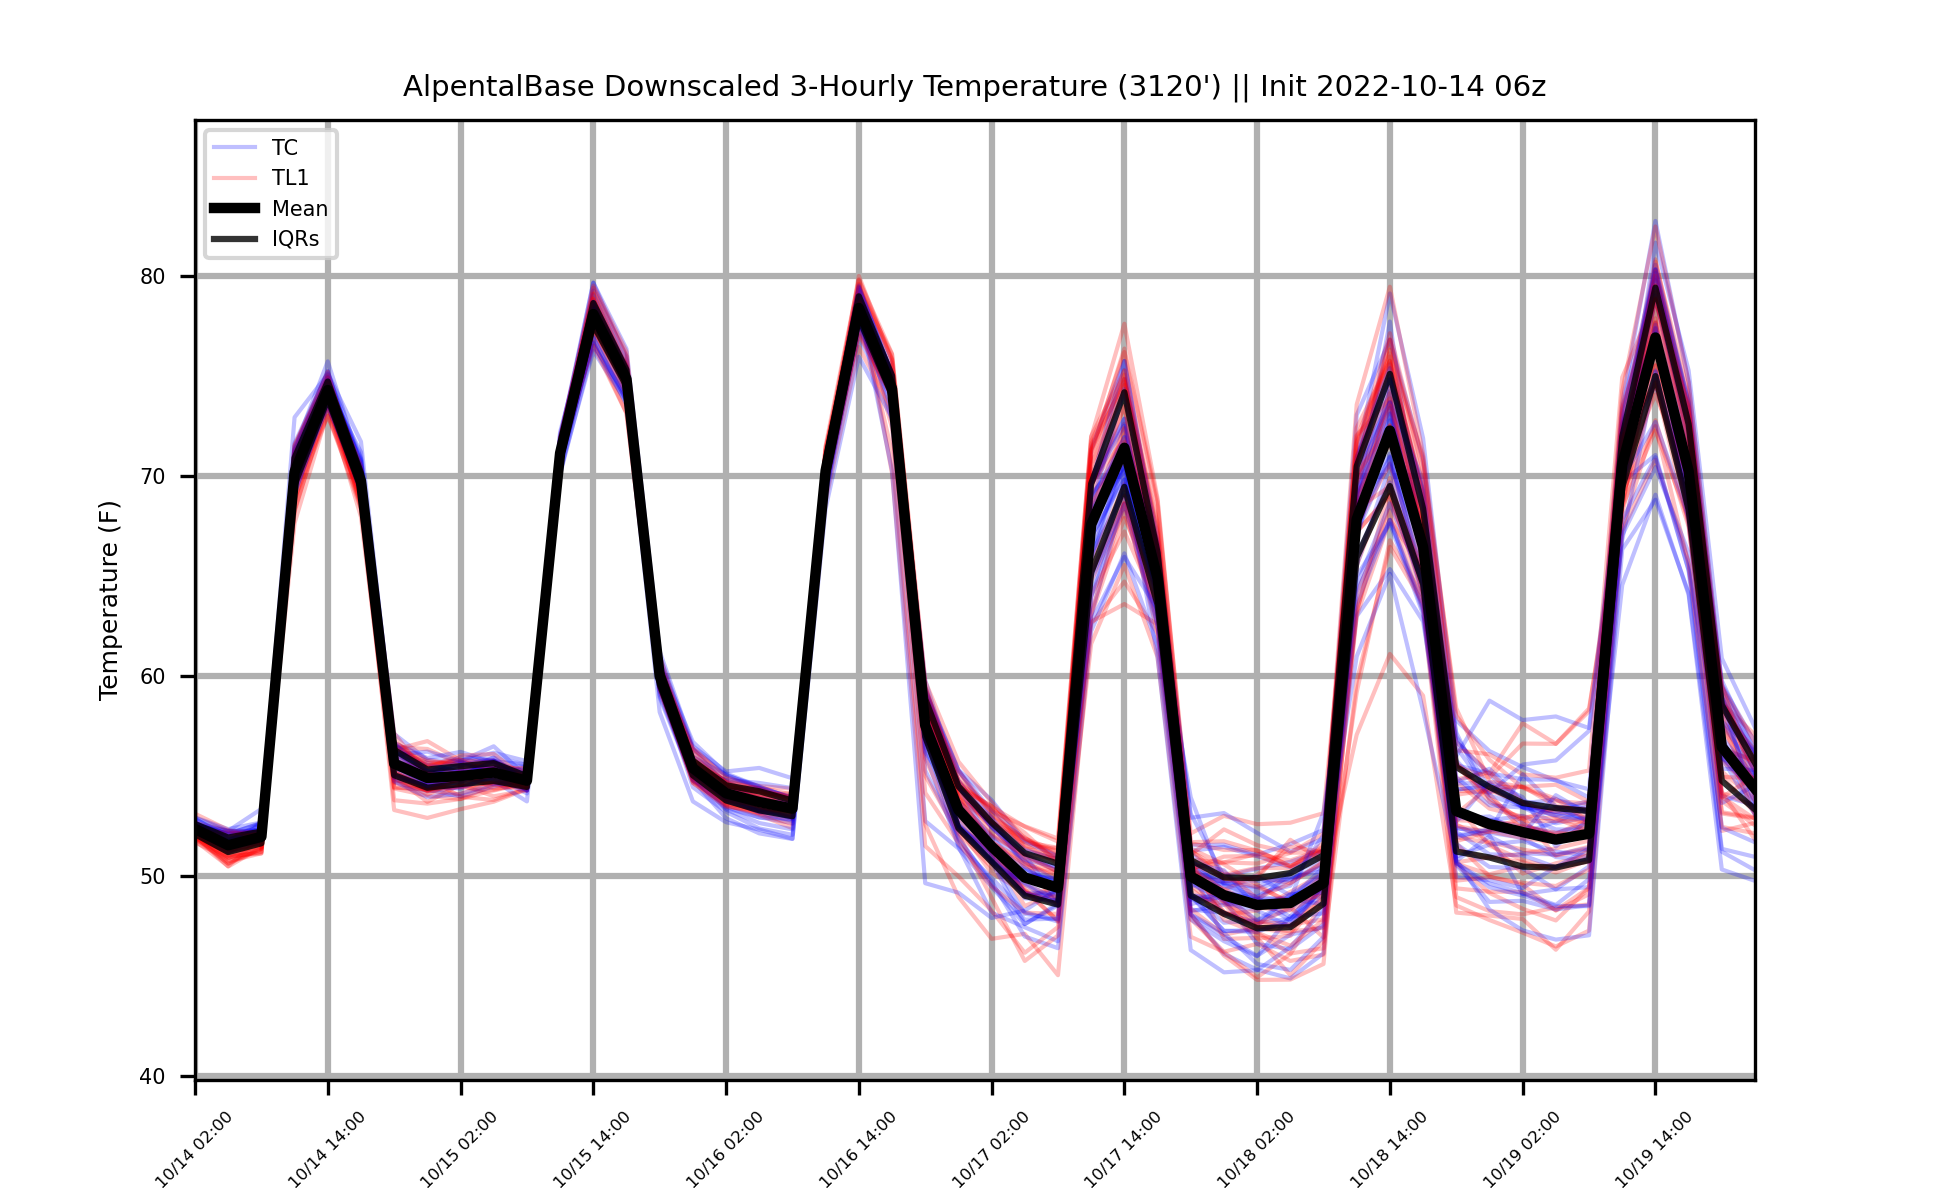 AlpentalBase Downscaled 3-Hourly Temperature (3120') || Init 2022-10-14 06z
TC
TL1
Mean
IQRs
Temperature (F)
80
70
60
50
40
10/14 02:00
10/14 14:00
10/15 02:00
10/15 14:00
10/16 02:00
10/16 14:00
10/17 02:00
10/17 14:00
10/18 02:00
10/18 14:00
10/19 02:00
10/19 14:00